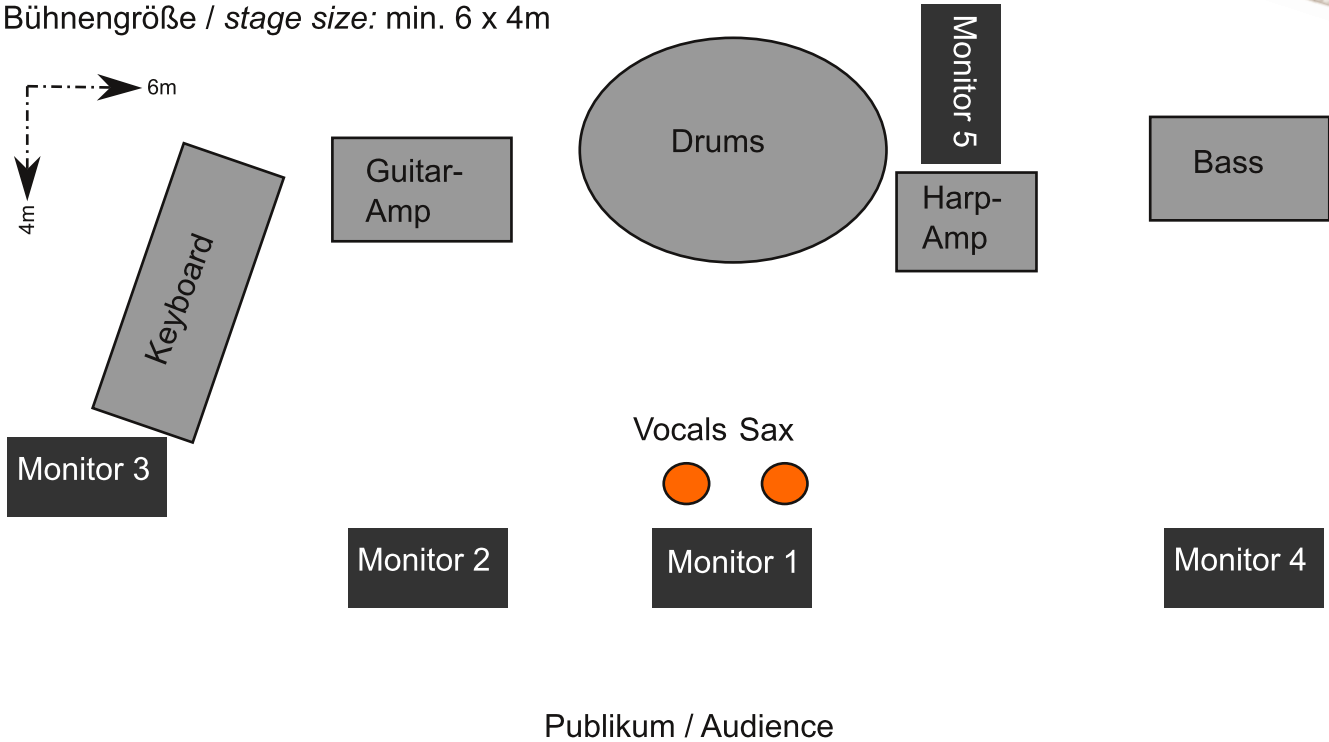 Bühnengröße / stage size: min. 6 x 4m
6m
4m
Keyboard
Guitar-
Amp
Drums
Monitor 5
Harp-
Amp
Bass
Vocals Sax
Monitor 3
Monitor 2
Monitor 1
Monitor 4
Publikum / Audience